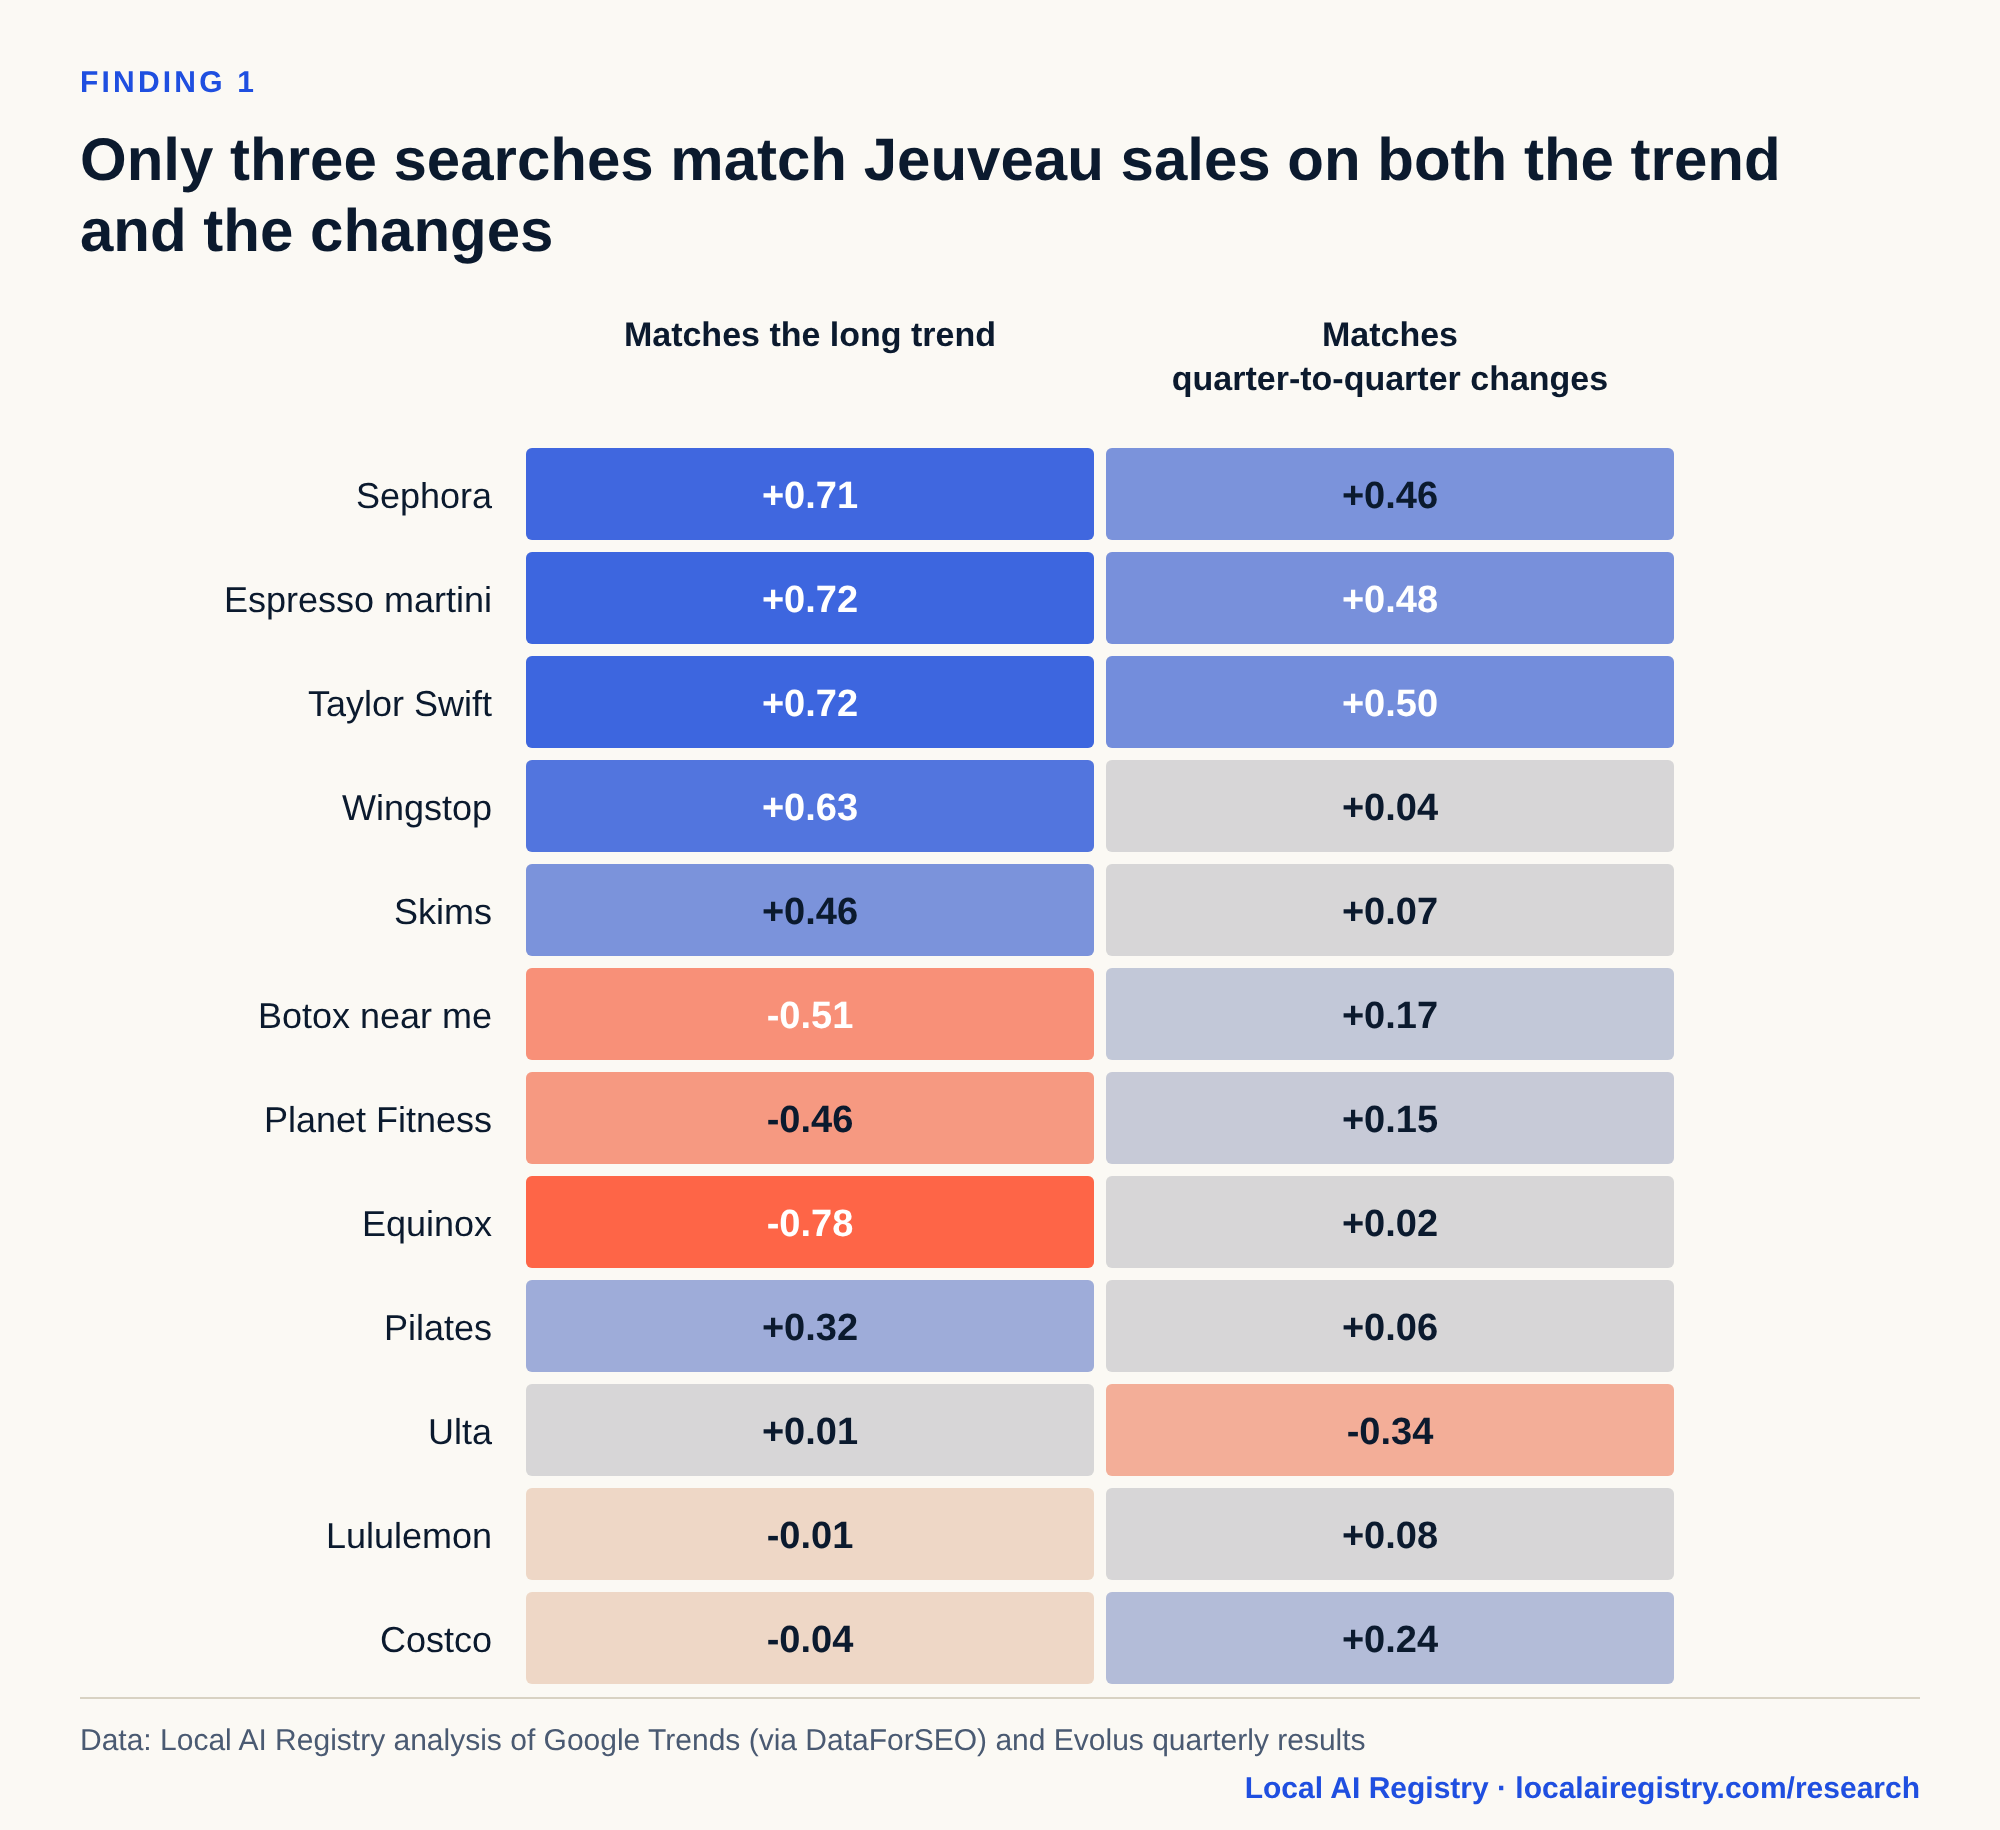 FINDING 1
Only three searches match Jeuveau sales on both the trend
and the changes
Matches the long trend
Matches
quarter-to-quarter changes
Sephora +0.71 +0.46
Espresso martini +0.72 +0.48
Taylor Swift +0.72 +0.50
Wingstop +0.63 +0.04
Skims +0.46 +0.07
Botox near me -0.51 +0.17
Planet Fitness -0.46 +0.15
Equinox -0.78 +0.02
Pilates +0.32 +0.06
Ulta +0.01 -0.34
Lululemon -0.01 +0.08
Costco -0.04 +0.24
Data: Local AI Registry analysis of Google Trends (via DataForSEO) and Evolus quarterly results
Local AI Registry · localairegistry.com/research